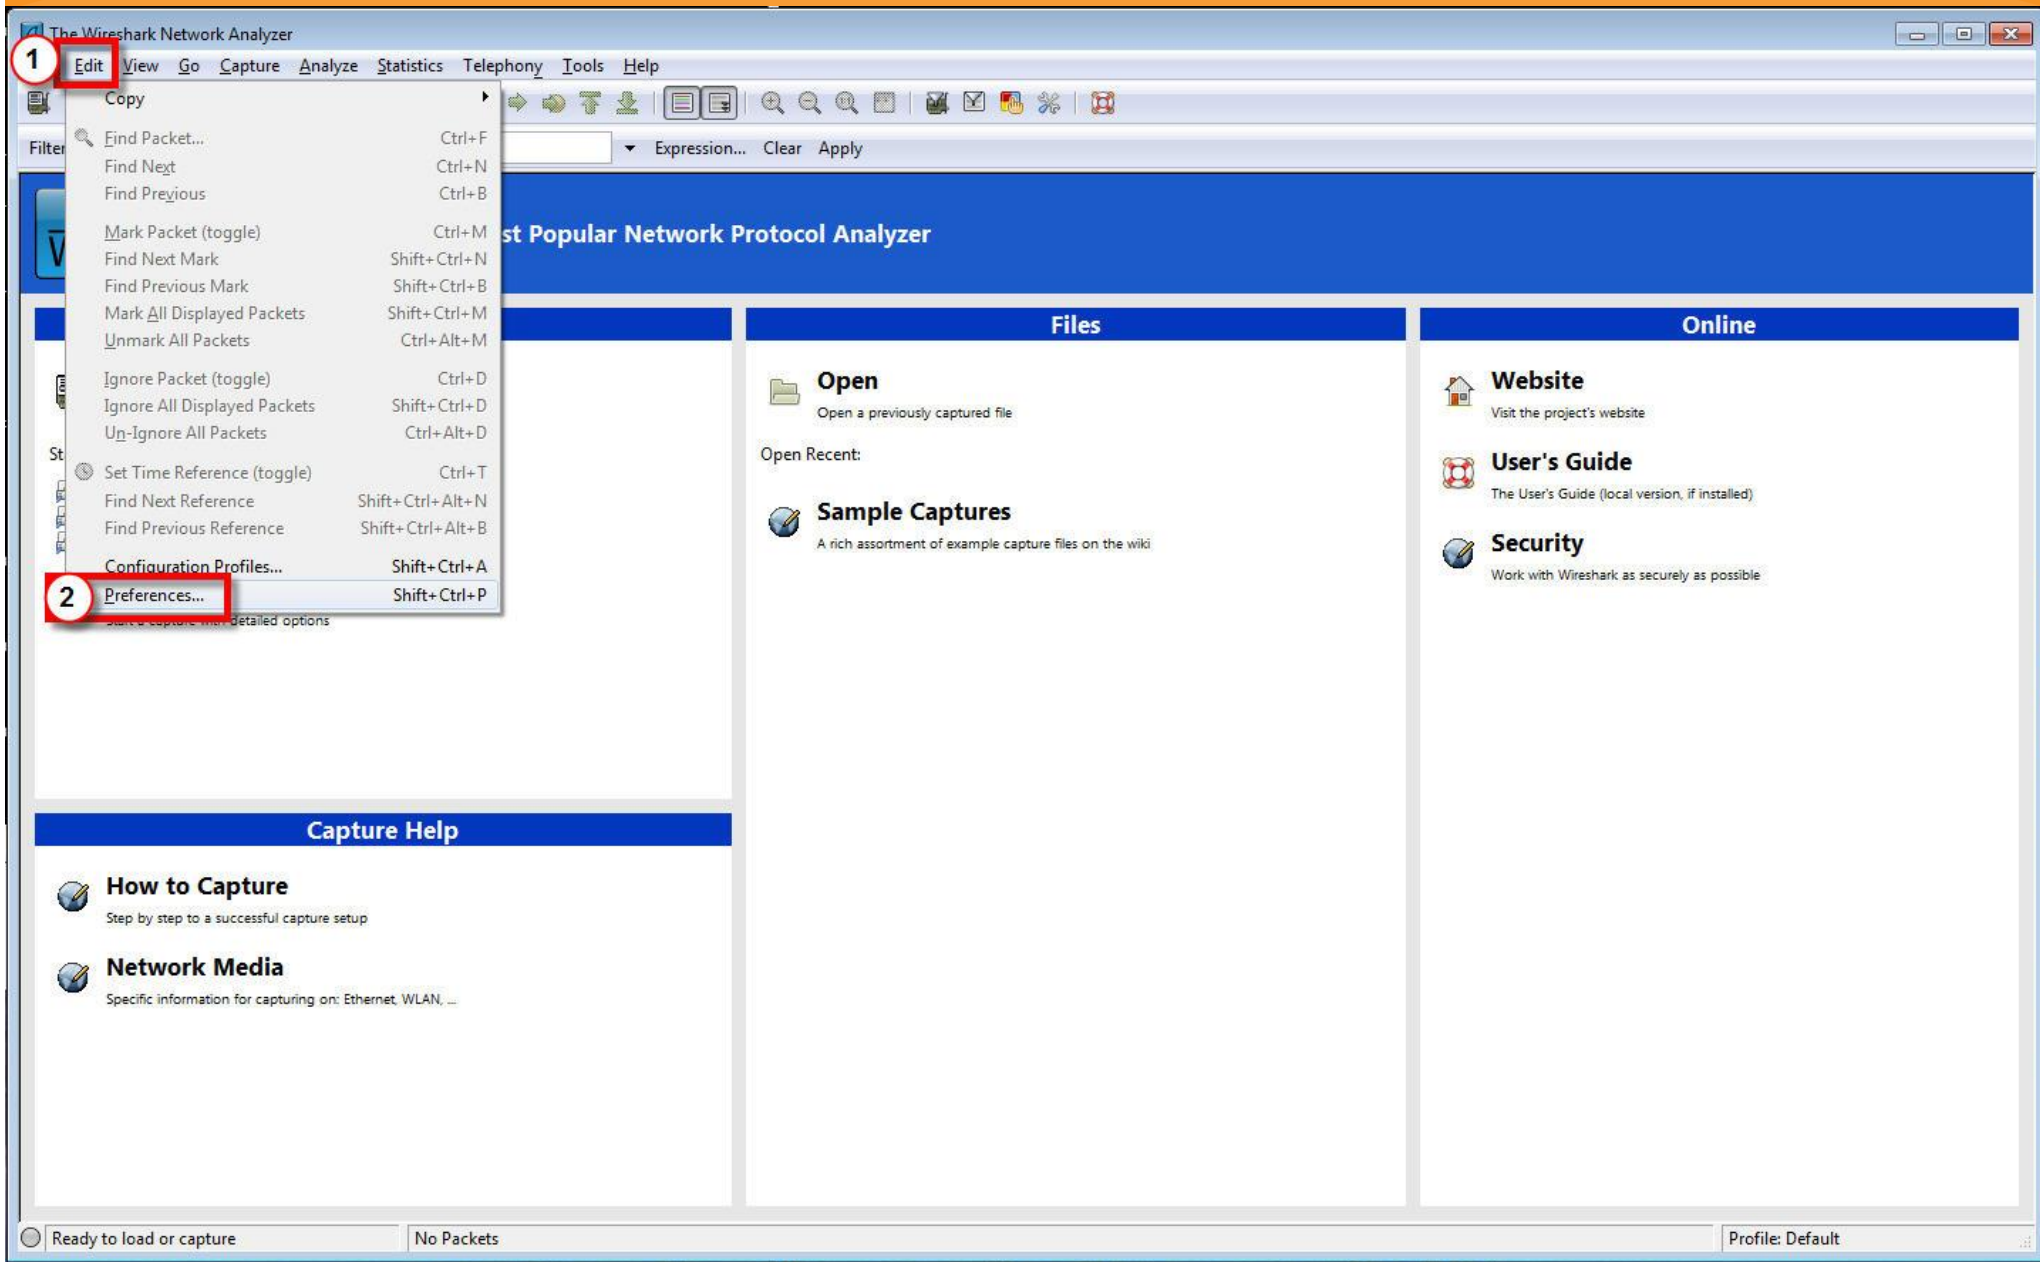 The Wireshark Network Analyzer
1
Edit View Go Capture Analyze Statistics Telephony Tools Help
Copy
Filter
Expression... Clear Apply
Find Packet... Ctrl+F
Find Next Ctrl+N
Find Previous Ctrl+B
Mark Packet (toggle) Ctrl+M
Find Next Mark Shift+Ctrl+N
Find Previous Mark Shift+Ctrl+B
Mark All Displayed Packets Shift+Ctrl+M
Unmark All Packets Ctrl+Alt+M
Ignore Packet (toggle) Ctrl+D
Ignore All Displayed Packets Shift+Ctrl+D
Un-Ignore All Packets Ctrl+Alt+D
Set Time Reference (toggle) Ctrl+T
Find Next Reference Shift+Ctrl+Alt+N
Find Previous Reference Shift+Ctrl+Alt+B
Configuration Profiles... Shift+Ctrl+A
2
Preferences... Shift+Ctrl+P
st Popular Network Protocol Analyzer
St
detailed options
Capture Help
How to Capture
Step by step to a successful capture setup
Network Media
Specific information for capturing on: Ethernet, WLAN, ...
Files
Open
Open a previously captured file
Open Recent:
Sample Captures
A rich assortment of example capture files on the wiki
Online
Website
Visit the project's website
User's Guide
The User's Guide (local version, if installed)
Security
Work with Wireshark as securely as possible
Ready to load or capture
No Packets
Profile: Default